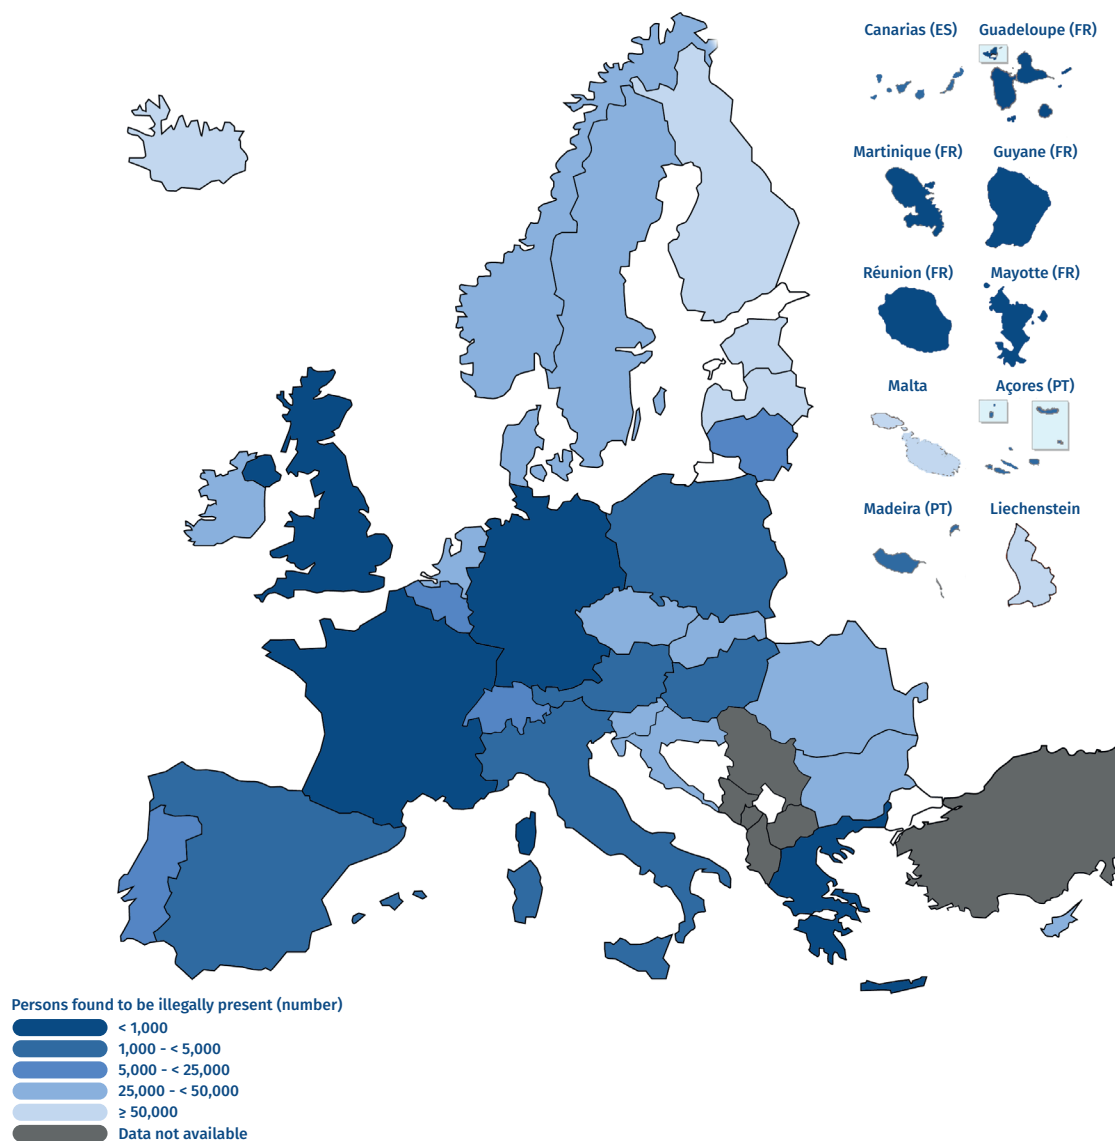 Canarias (ES)
Guadeloupe (FR)
Martinique (FR)
Guyane (FR)
Réunion (FR)
Mayotte (FR)
Malta
Açores (PT)
Madeira (PT)
Liechenstein
Persons found to be illegally present (number)
< 1,000
1,000 - < 5,000
5,000 - < 25,000
25,000 - < 50,000
≥ 50,000
Data not available